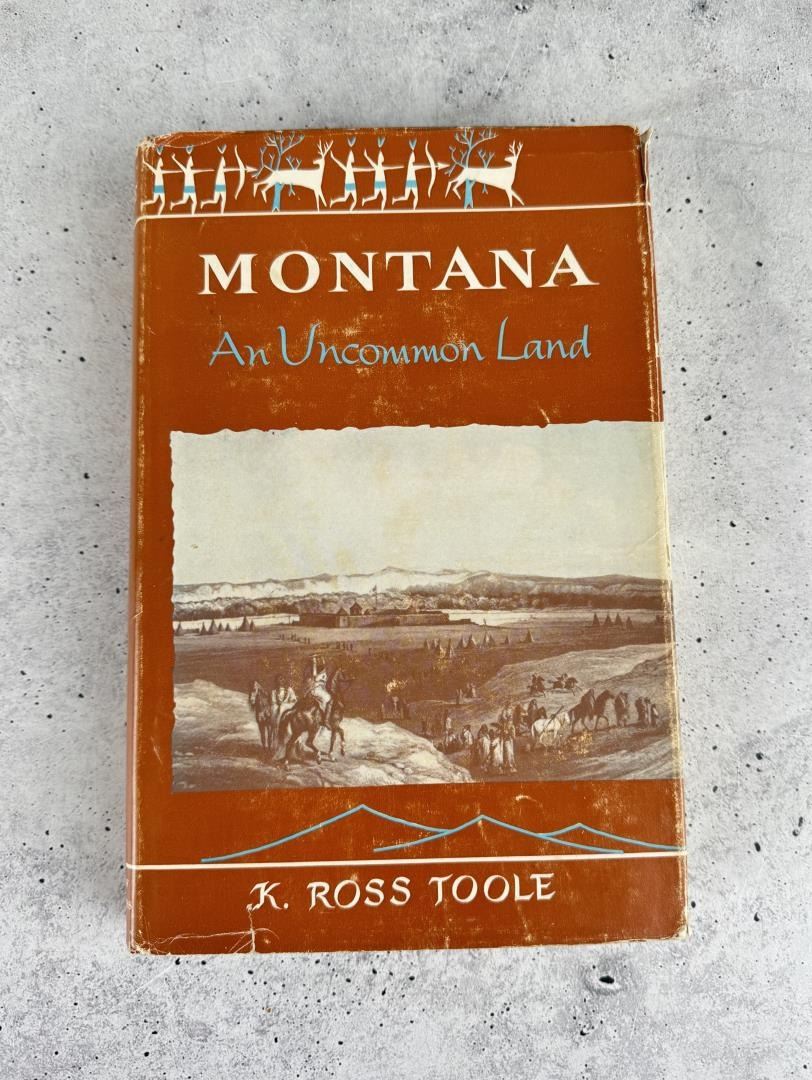 MONTANA
An Uncommon Land
K. ROSS TOOLE